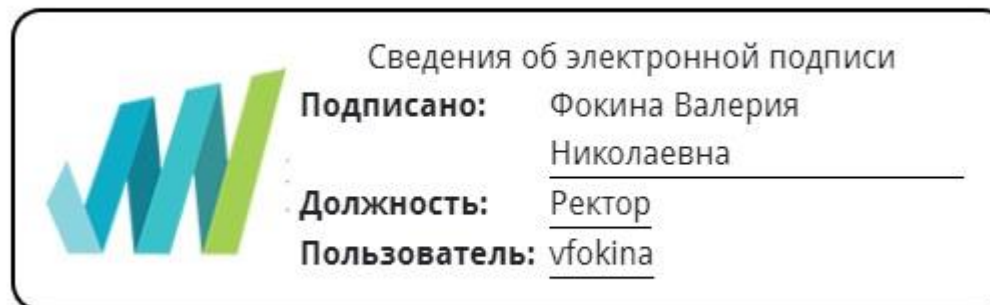 Сведения об электронной подписи
Подписано: Фокина Валерия
Николаевна
Должность: Ректор
Пользователь: vfokina